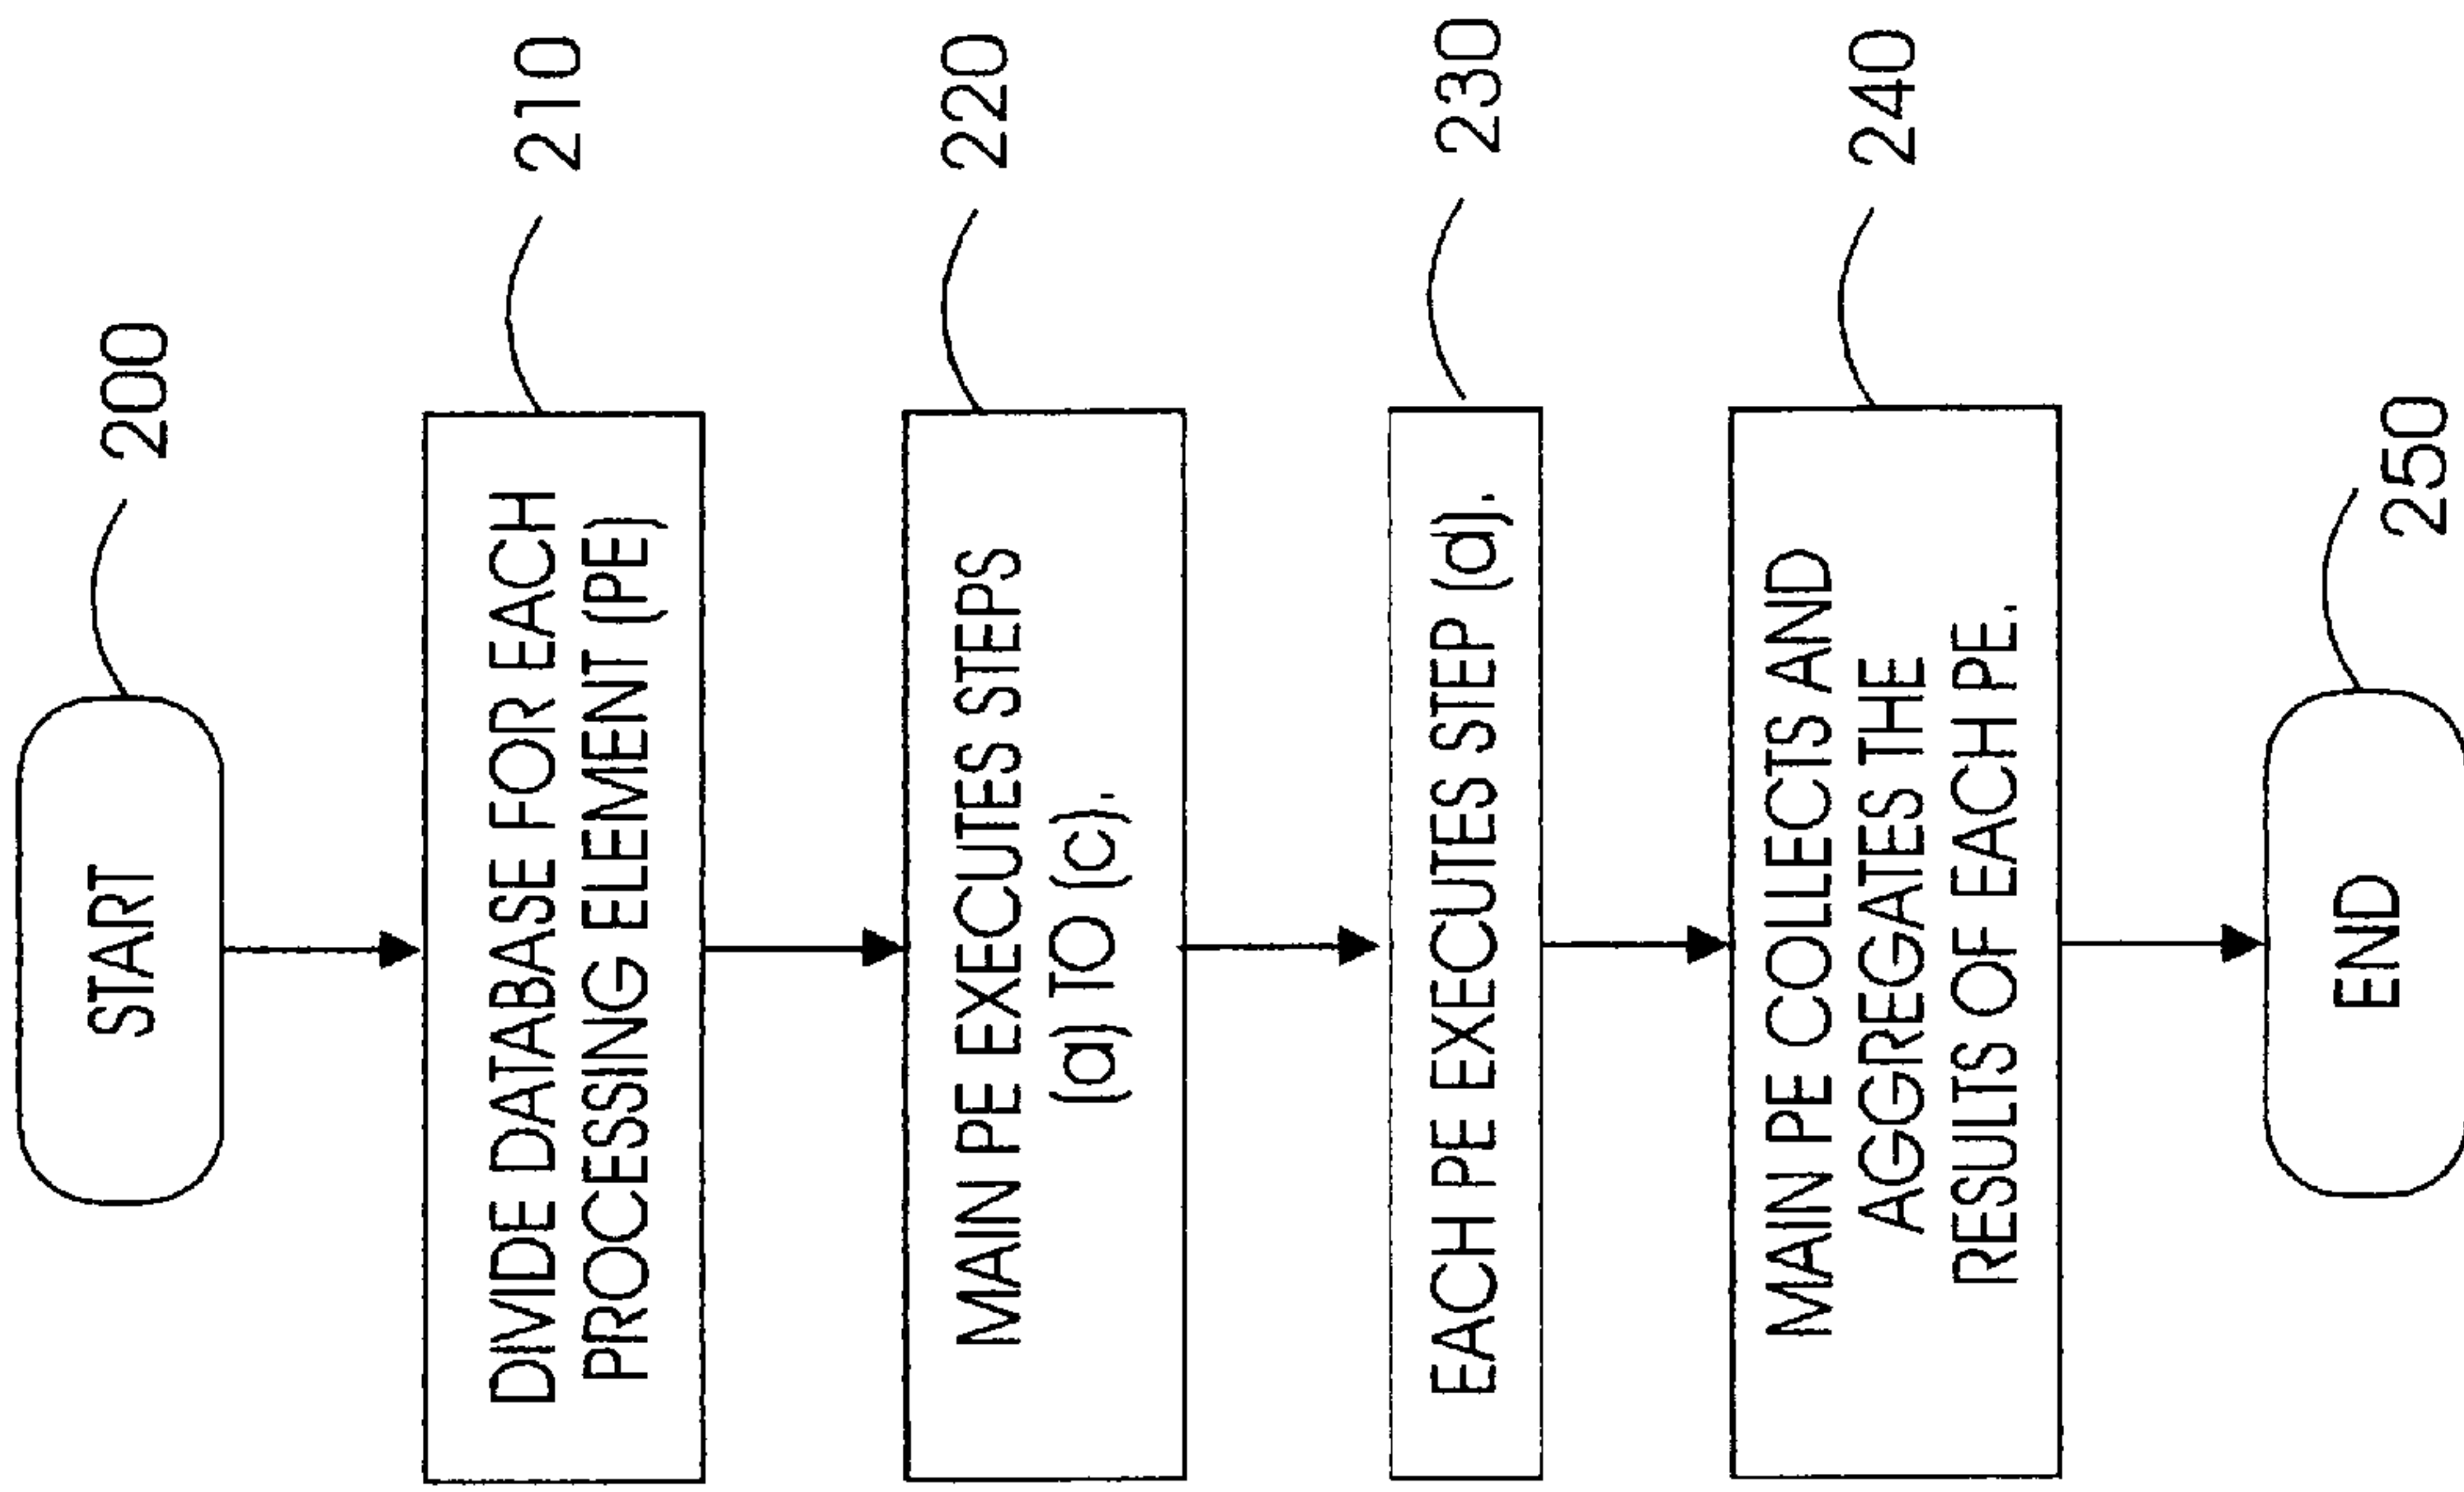 START
200
DIVIDE DATABASE FOR EACH
PROCESSING ELEMENT (PE)
210
MAIN PE EXECUTES STEPS
(a) TO (c).
220
EACH PE EXECUTES STEP (d).
230
MAIN PE COLLECTS AND
AGGREGATES THE
RESULTS OF EACH PE.
240
END
250